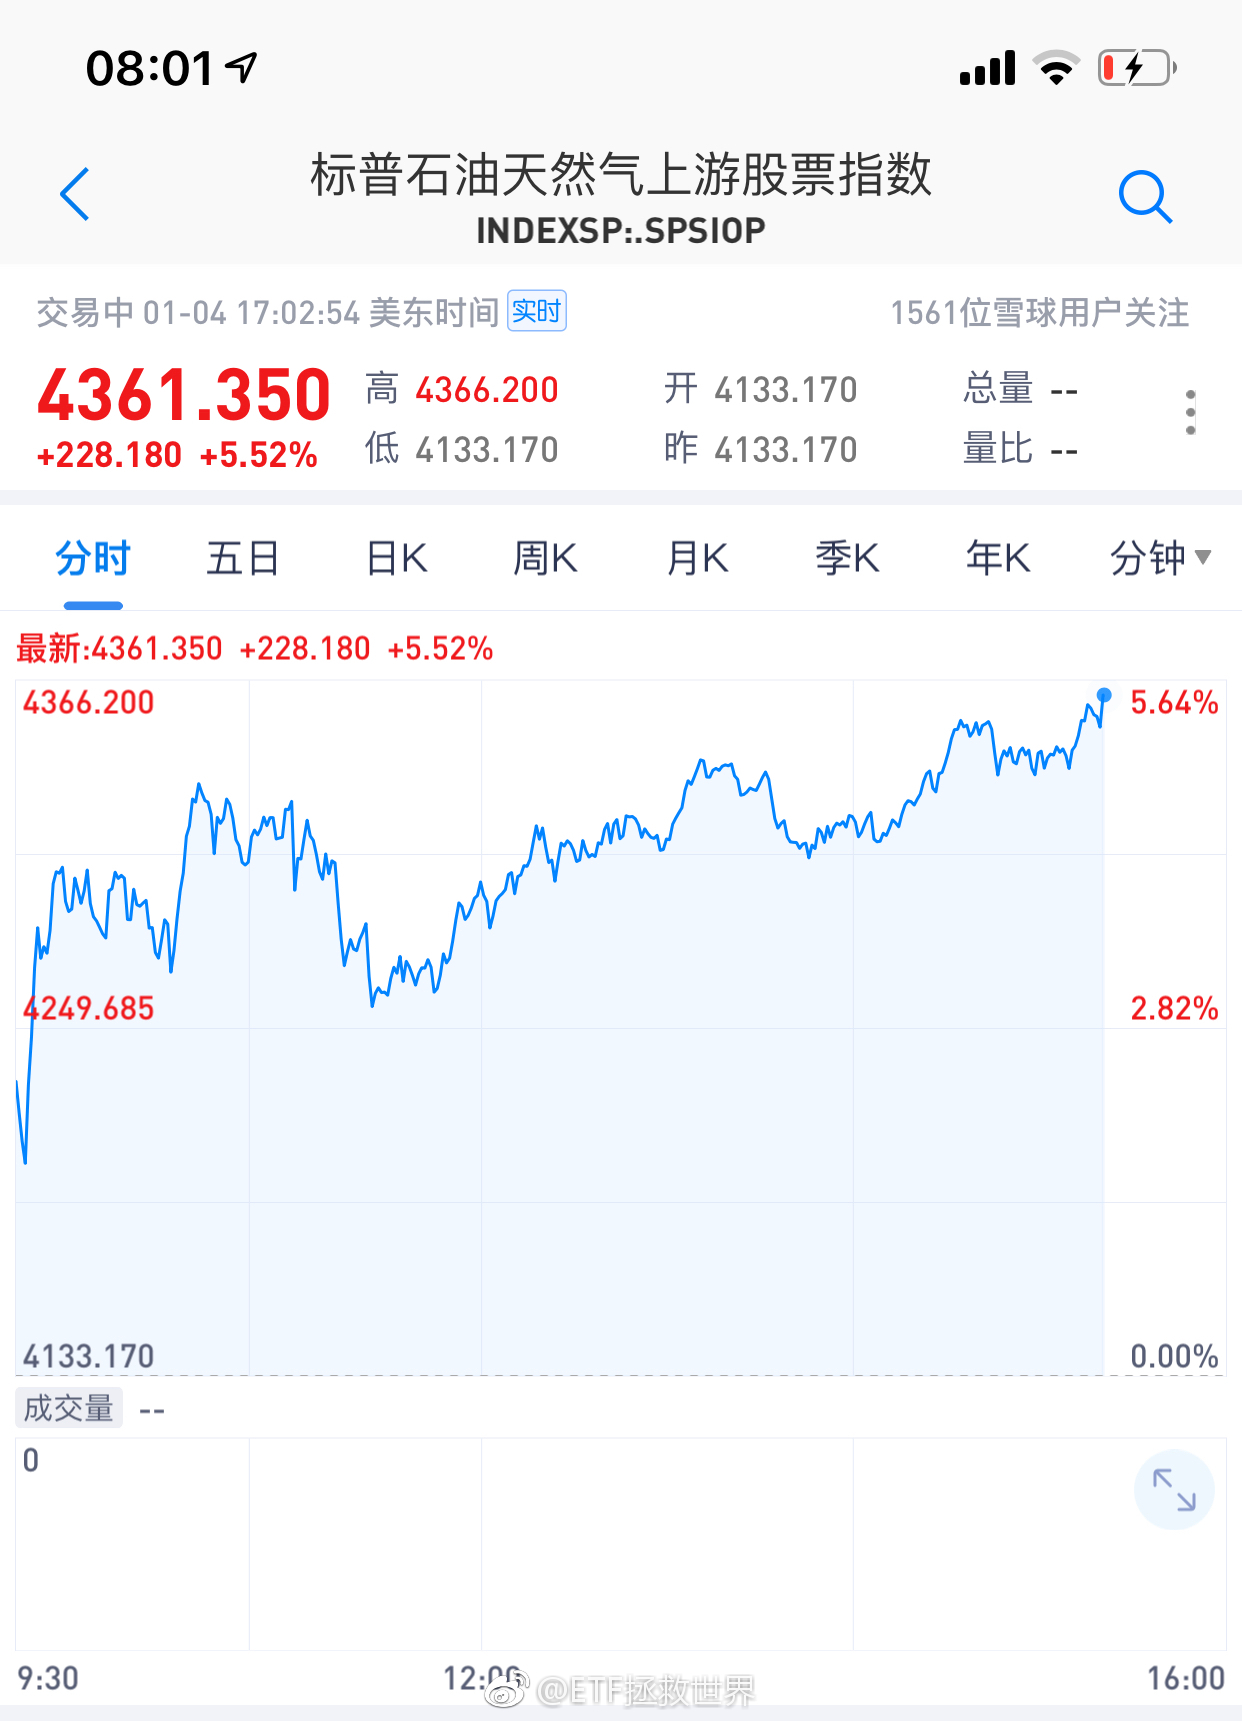 08:01
标普石油天然气上游股票指数
INDEXSP:.SPSIOP
交易中 01-04 17:02:54 美东时间 实时 1561位雪球用户关注
4361.350 高 4366.200 开 4133.170 总量 --
+228.180 +5.52% 低 4133.170 昨 4133.170 量比 --
分时 五日 日K 周K 月K 季K 年K 分钟
最新:4361.350 +228.180 +5.52%
4366.200 5.64%
4249.685 2.82%
4133.170 0.00%
成交量 --
0
9:30 12:00 16:00
@ETF拯救世界